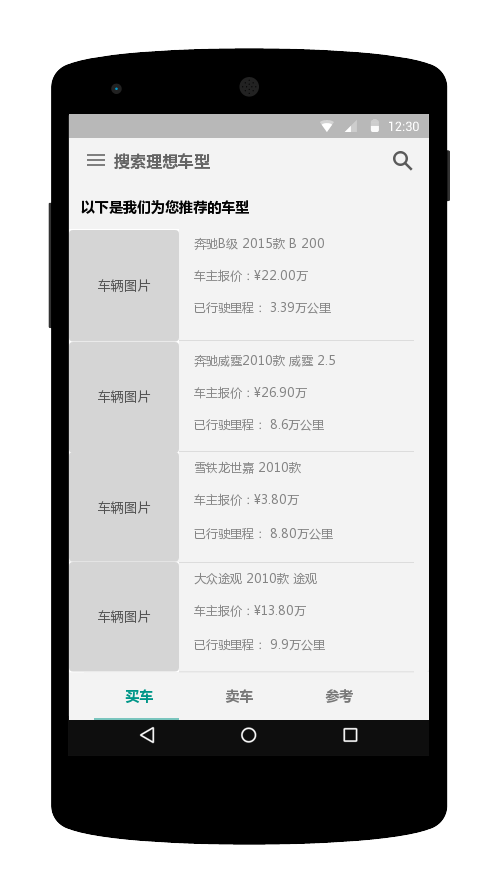 12:30
搜索理想车型
以下是我们为您推荐的车型
车辆图片
奔驰B级 2015款 B 200
车主报价：¥22.00万
已行驶里程： 3.39万公里
车辆图片
奔驰威霆2010款 威霆 2.5
车主报价：¥26.90万
已行驶里程： 8.6万公里
车辆图片
雪铁龙世嘉 2010款
车主报价：¥3.80万
已行驶里程： 8.80万公里
车辆图片
大众途观 2010款 途观
车主报价：¥13.80万
已行驶里程： 9.9万公里
买车 卖车 参考